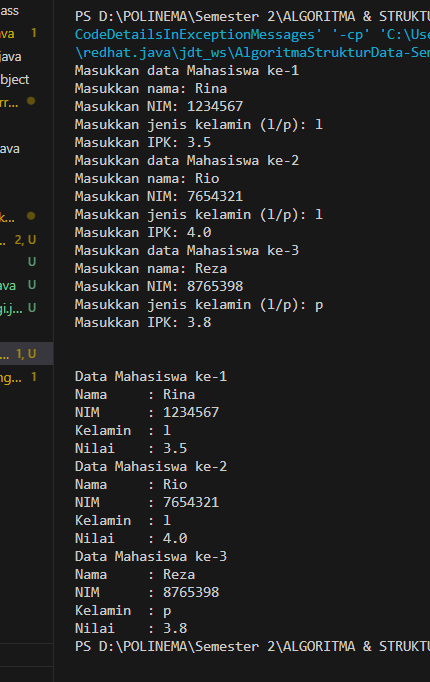 ass
PS D:\POLINEMA\Semester 2\ALGORITMA & STRUKTU
ava 1
CodeDetailsInExceptionMessages' '-cp' 'C:\Use
java
\redhat.java\jdt_ws\AlgoritmaStrukturData-Sem
bject
Masukkan data Mahasiswa ke-1
rr...
Masukkan nama: Rina
Masukkan NIM: 1234567
Masukkan jenis kelamin (l/p): l
ava
Masukkan IPK: 3.5
Masukkan data Mahasiswa ke-2
Masukkan nama: Rio
Masukkan NIM: 7654321
k...
Masukkan jenis kelamin (l/p): l
... 2, U
Masukkan IPK: 4.0
Masukkan data Mahasiswa ke-3
U
Masukkan nama: Reza
ava U
Masukkan NIM: 8765398
gi.j... U
Masukkan jenis kelamin (l/p): p
Masukkan IPK: 3.8
... 1, U
ng... 1
Data Mahasiswa ke-1
Nama : Rina
NIM : 1234567
Kelamin : l
Nilai : 3.5
Data Mahasiswa ke-2
Nama : Rio
NIM : 7654321
Kelamin : l
Nilai : 4.0
Data Mahasiswa ke-3
Nama : Reza
NIM : 8765398
Kelamin : p
Nilai : 3.8
PS D:\POLINEMA\Semester 2\ALGORITMA & STRUKTU